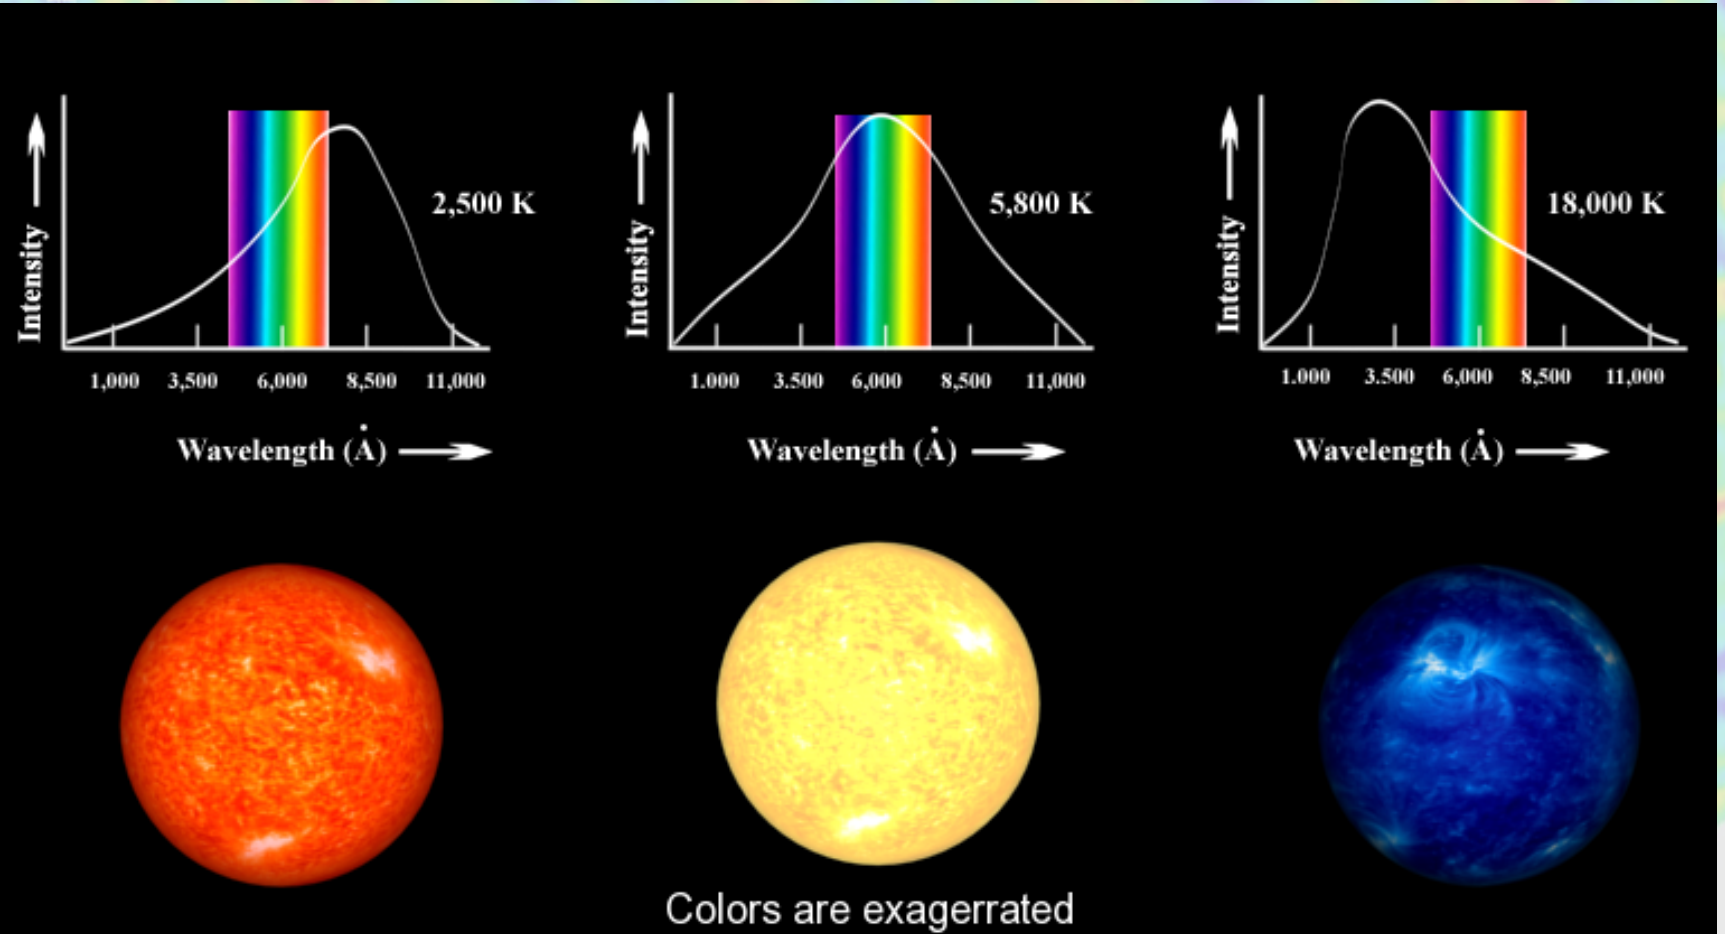 Intensity
2,500 K
1,000 3,500 6,000 8,500 11,000
Wavelength (Å)
Intensity
5,800 K
1.000 3.500 6,000 8,500 11,000
Wavelength (Å)
Intensity
18,000 K
1.000 3.500 6,000 8,500 11,000
Wavelength (Å)
Colors are exagerrated